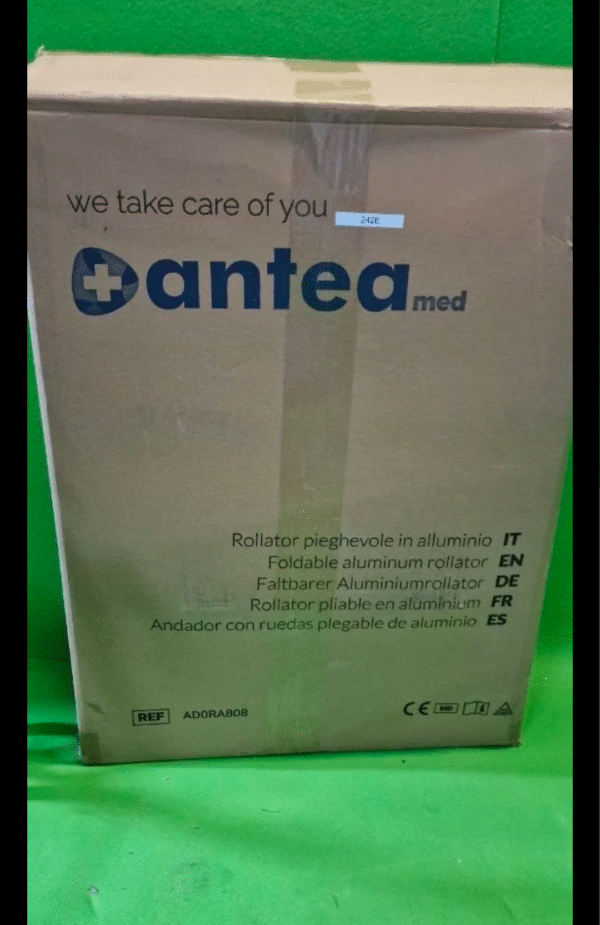 we take care of you
242E
antea med
Rollator pieghevole in alluminio IT
Foldable aluminum rollator EN
Faltbarer Aluminiumrollator DE
Rollator pliable en aluminium FR
Andador con ruedas plegable de aluminio ES
REF AD0RA808
CE MD